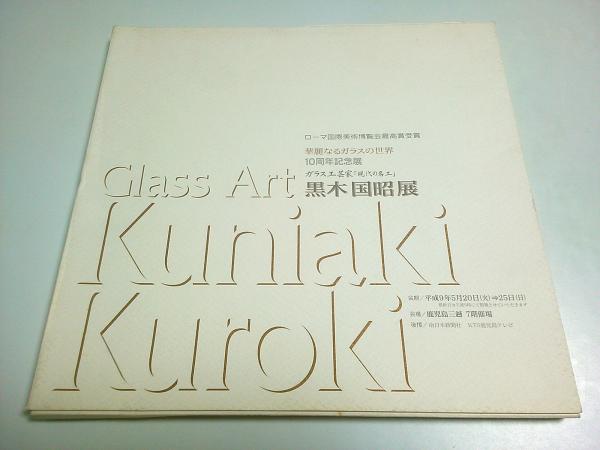 ローマ国際美術博覧会最高賞受賞
華麗なるガラスの世界
10周年記念展
ガラス工芸家「現代の名工」
黒木国昭展
Glass Art
Kuniaki
Kuroki
会期／平成9年5月20日(火)⇒25日(日)
会場／鹿児島三越 7階催場
後援／南日本新聞社 KTS鹿児島テレビ